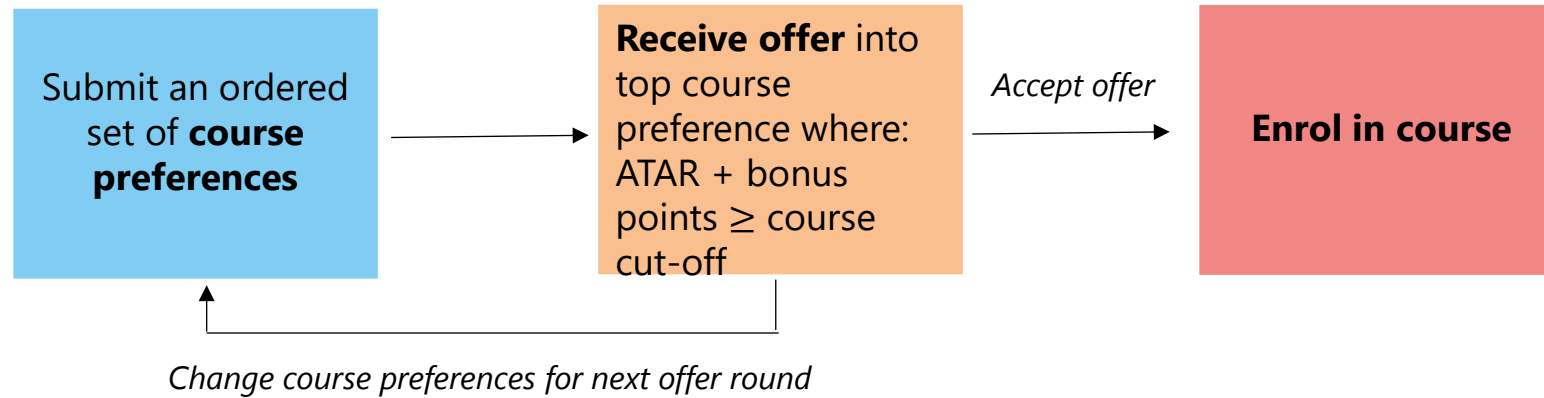 Submit an ordered
set of course
preferences
Receive offer into
top course
preference where:
ATAR + bonus
points ≥ course
cut-off
Accept offer
Enrol in course
Change course preferences for next offer round